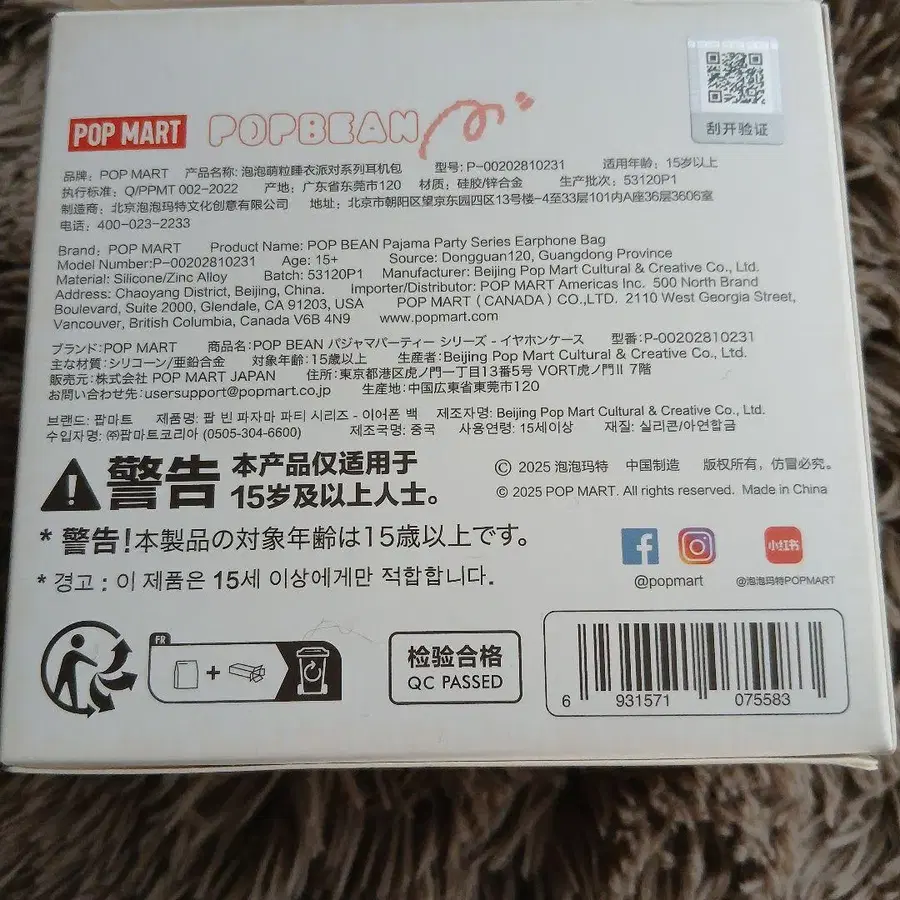 刮开验证
POP MART POPBEAN
品牌：POP MART 产品名称：泡泡萌粒睡衣派对系列耳机包 型号：P-00202810231 适用年龄：15岁以上
执行标准：Q/PPMT 002-2022 产地：广东省东莞市120 材质：硅胶/锌合金 生产批次：53120P1
制造商：北京泡泡玛特文化创意有限公司 地址：北京市朝阳区望京东园四区13号楼-4至33层101内A座36层3606室
电话：400-023-2233
Brand：POP MART Product Name: POP BEAN Pajama Party Series Earphone Bag
Model Number:P-00202810231 Age: 15+ Source: Dongguan120, Guangdong Province
Material: Silicone/Zinc Alloy Batch: 53120P1 Manufacturer: Beijing Pop Mart Cultural & Creative Co., Ltd.
Address: Chaoyang District, Beijing, China. Importer/Distributor: POP MART Americas Inc. 500 North Brand
Boulevard, Suite 2000, Glendale, CA 91203, USA POP MART（CANADA）CO.,LTD. 2110 West Georgia Street,
Vancouver, British Columbia, Canada V6B 4N9 www.popmart.com
ブランド：POP MART 商品名：POP BEAN パジャマパーティー シリーズ - イヤホンケース 型番：P-00202810231
主な材質：シリコーン/亜鉛合金 対象年齢：15歳以上 生産者：Beijing Pop Mart Cultural & Creative Co., Ltd.
販売元：株式会社 POP MART JAPAN 住所：東京都港区虎ノ門一丁目13番5号 VORT虎ノ門II 7階
お問い合わせ先：usersupport@popmart.co.jp 生産地：中国広東省東莞市120
브랜드: 팝마트 제품명: 팝 빈 파자마 파티 시리즈 - 이어폰 백 제조자명: Beijing Pop Mart Cultural & Creative Co., Ltd.
수입자명: ㈜팝마트코리아 (0505-304-6600) 제조국명: 중국 사용연령: 15세이상 재질: 실리콘/아연합금
警告 本产品仅适用于
15岁及以上人士。
© 2025 泡泡玛特 中国制造 版权所有，仿冒必究。
© 2025 POP MART. All rights reserved. Made in China
* 警告!本製品の対象年齢は15歳以上です。
* 경고 : 이 제품은 15세 이상에게만 적합합니다.
小红书
@popmart @泡泡玛特POPMART
FR
+
检验合格
QC PASSED
6 931571 075583